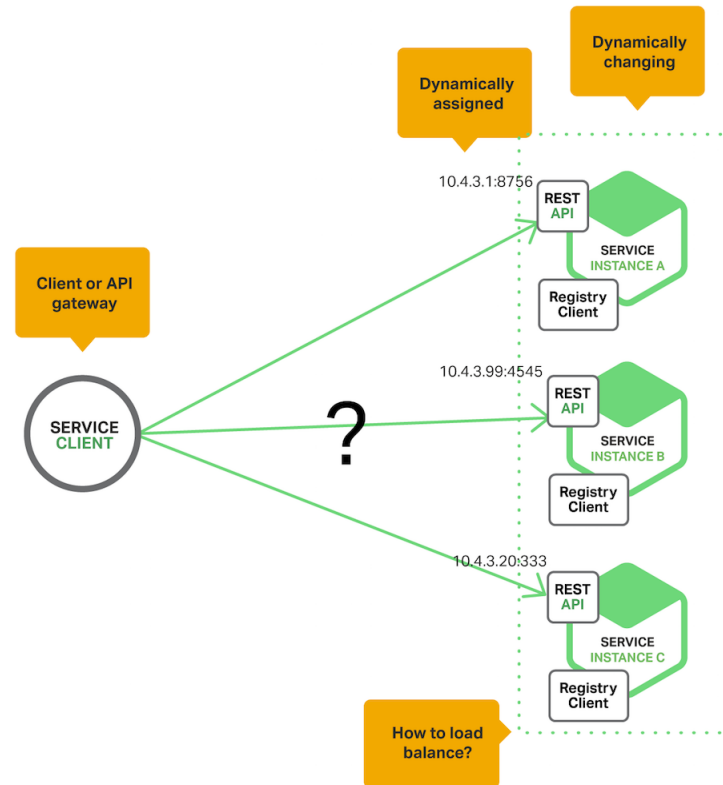 Dynamically
changing
Dynamically
assigned
10.4.3.1:8756
REST
API
SERVICE
INSTANCE A
Registry
Client
Client or API
gateway
10.4.3.99:4545
REST
API
SERVICE
CLIENT
?
SERVICE
INSTANCE B
Registry
Client
10.4.3.20:333
REST
API
SERVICE
INSTANCE C
Registry
Client
How to load
balance?